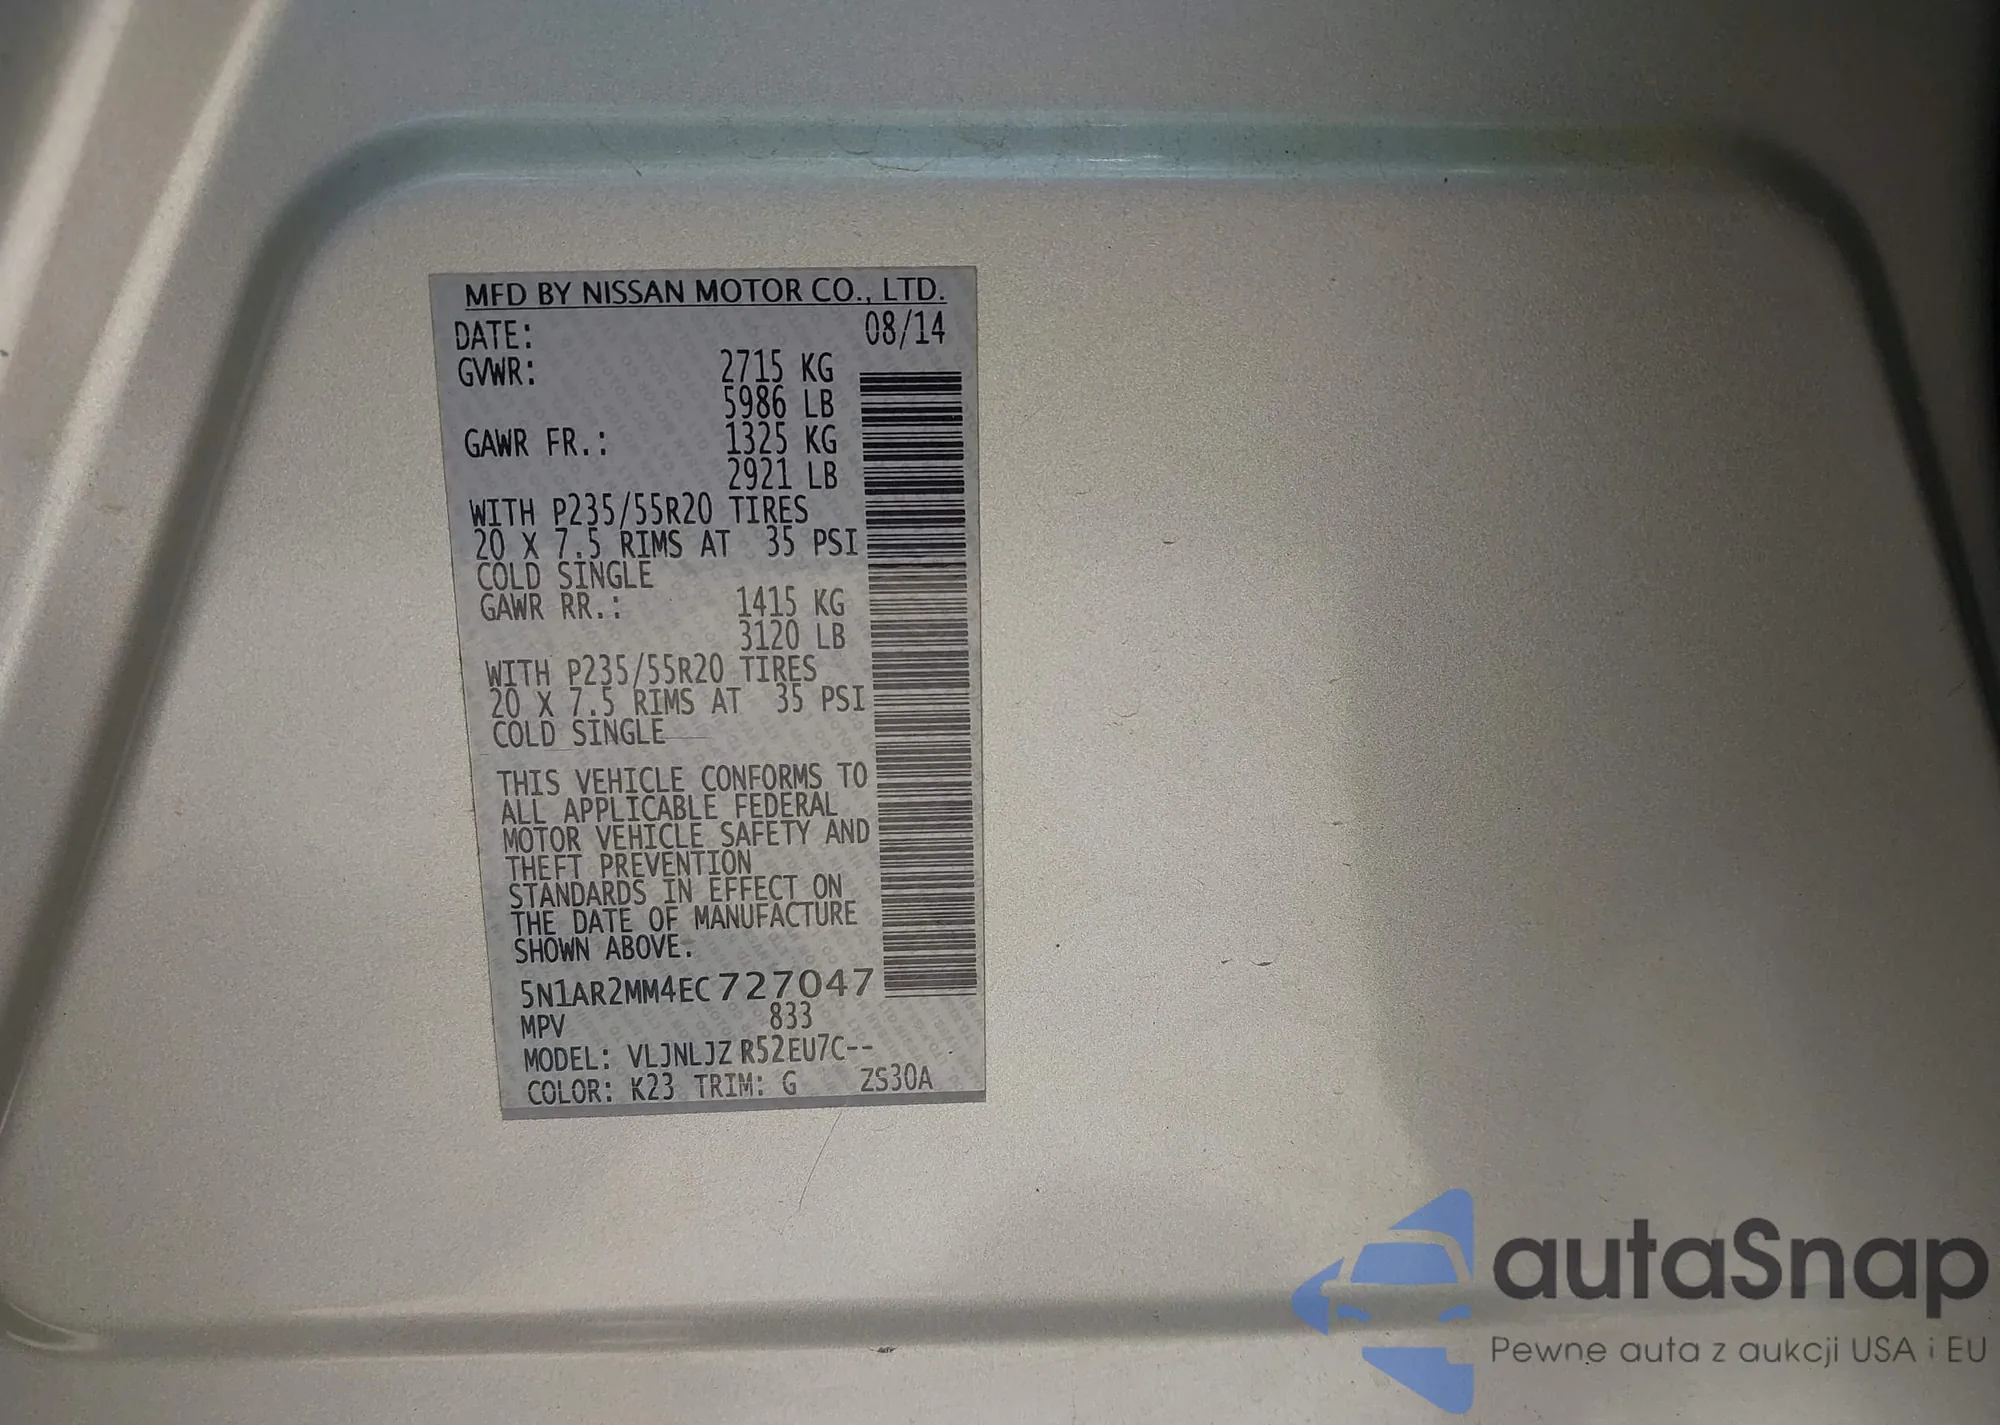 MFD BY NISSAN MOTOR CO., LTD.
DATE: 08/14
GVWR: 2715 KG
5986 LB
GAWR FR.: 1325 KG
2921 LB
WITH P235/55R20 TIRES
20 X 7.5 RIMS AT 35 PSI
COLD SINGLE
GAWR RR.: 1415 KG
3120 LB
WITH P235/55R20 TIRES
20 X 7.5 RIMS AT 35 PSI
COLD SINGLE
THIS VEHICLE CONFORMS TO
ALL APPLICABLE FEDERAL
MOTOR VEHICLE SAFETY AND
THEFT PREVENTION
STANDARDS IN EFFECT ON
THE DATE OF MANUFACTURE
SHOWN ABOVE.
5N1AR2MM4EC727047
MPV 833
MODEL: VLJNLJZ R52EU7C--
COLOR: K23 TRIM: G ZS30A
autaSnap
Pewne auta z aukcji USA i EU